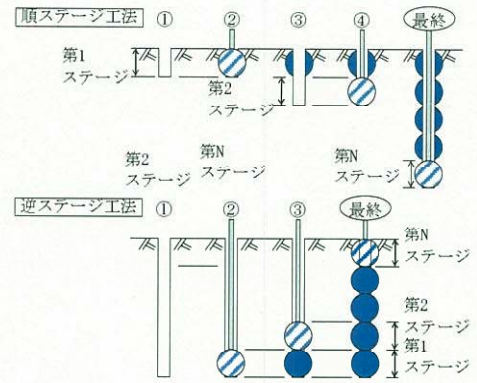 順ステージ工法
① ② ③ ④ 最終
第1
ステージ
第2
ステージ
第N
ステージ
第2
ステージ
第N
ステージ
逆ステージ工法
① ② ③ 最終
第N
ステージ
第2
ステージ
第1
ステージ